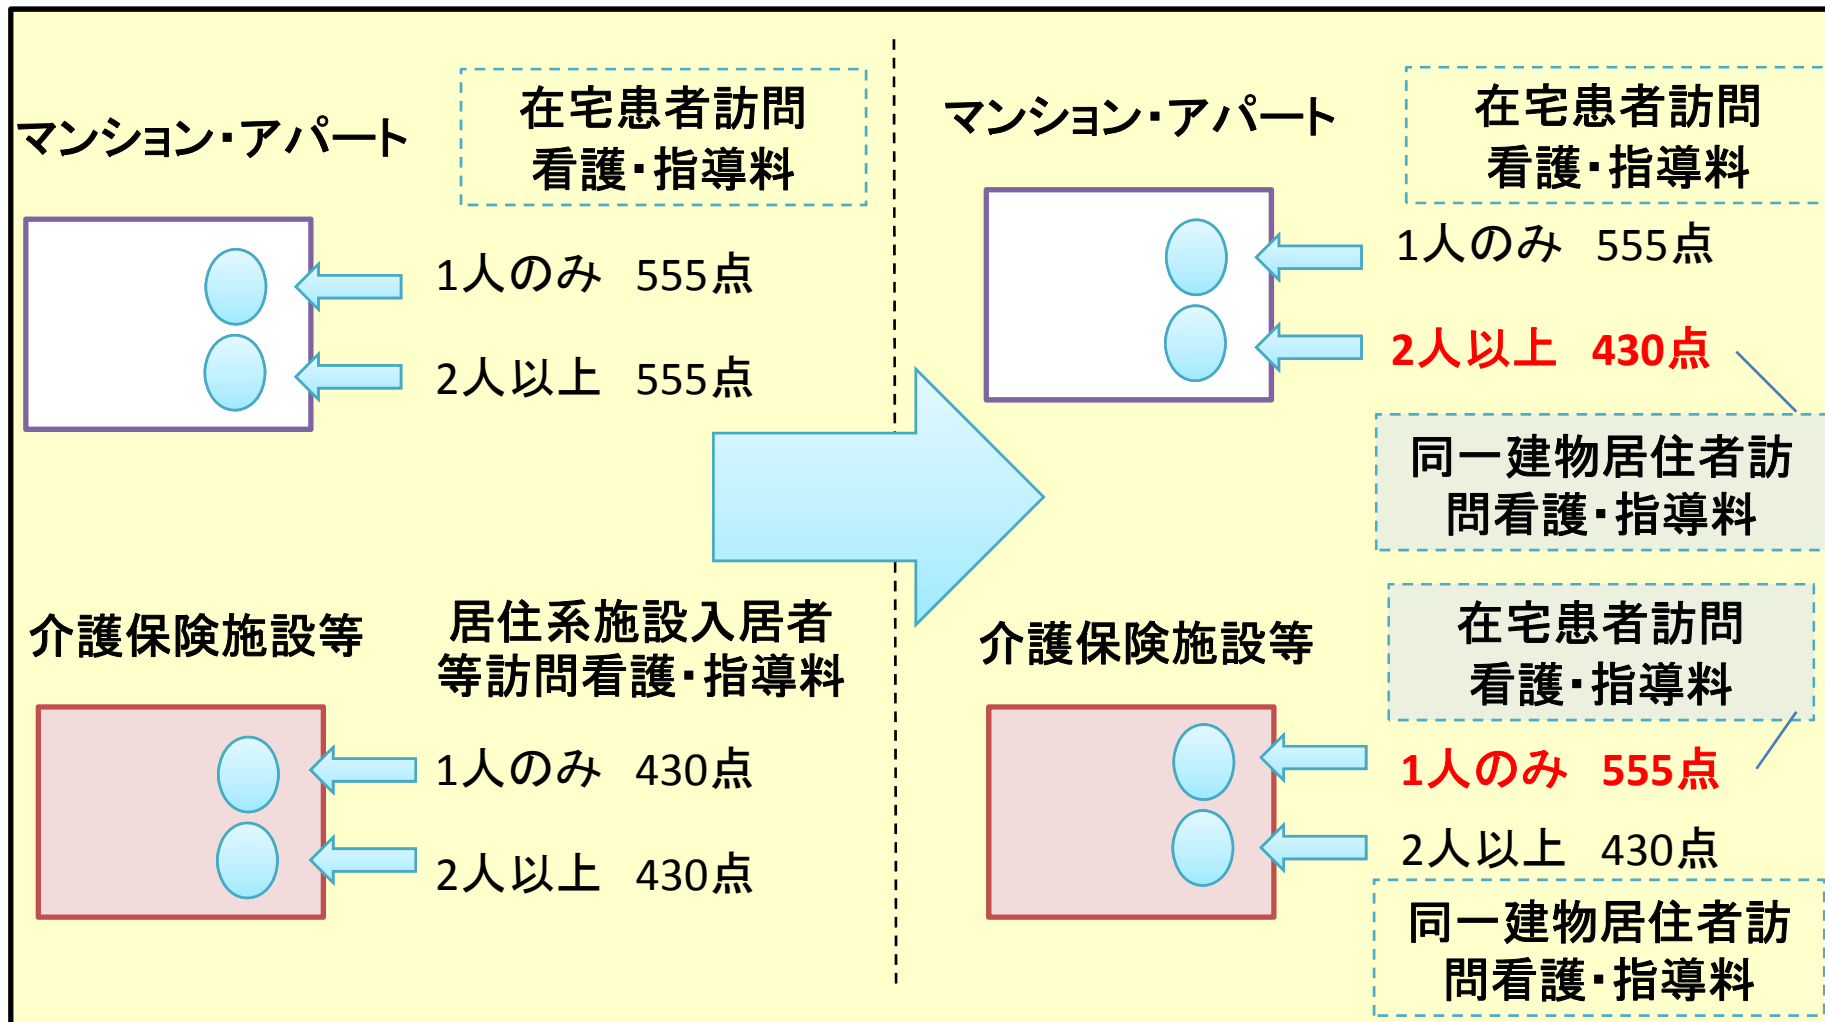 マンション・アパート
在宅患者訪問
看護・指導料
1人のみ 555点
2人以上 555点
介護保険施設等
居住系施設入居者
等訪問看護・指導料
1人のみ 430点
2人以上 430点
マンション・アパート
在宅患者訪問
看護・指導料
1人のみ 555点
2人以上 430点
同一建物居住者訪
問看護・指導料
介護保険施設等
在宅患者訪問
看護・指導料
1人のみ 555点
2人以上 430点
同一建物居住者訪
問看護・指導料